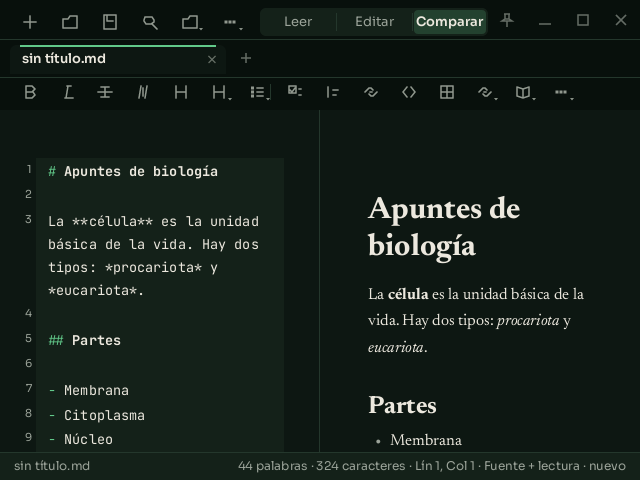 Leer Editar Comparar
sin título.md
1 # Apuntes de biología
2
3 La **célula** es la unidad
básica de la vida. Hay dos
tipos: *procariota* y
*eucariota*.
4
5 ## Partes
6
7 - Membrana
8 - Citoplasma
9 - Núcleo
Apuntes de
biología
La célula es la unidad básica de la
vida. Hay dos tipos: procariota y
eucariota.
Partes
• Membrana
sin título.md 44 palabras · 324 caracteres · Lín 1, Col 1 · Fuente + lectura · nuevo